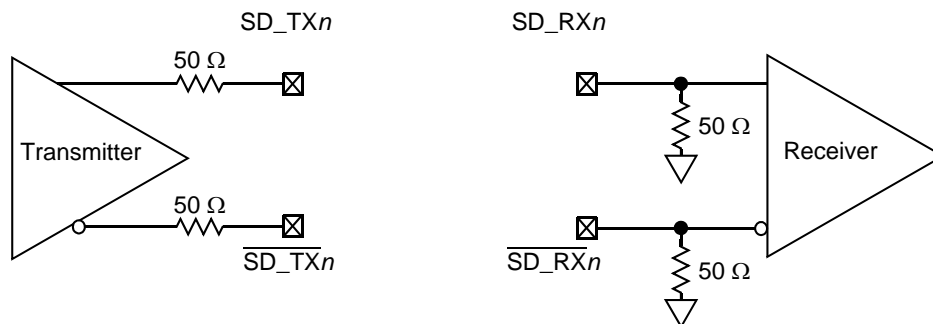 SD_TXn
SD_RXn
50 Ω
50 Ω
Transmitter
Receiver
50 Ω
SD_TXn
SD_RXn
50 Ω